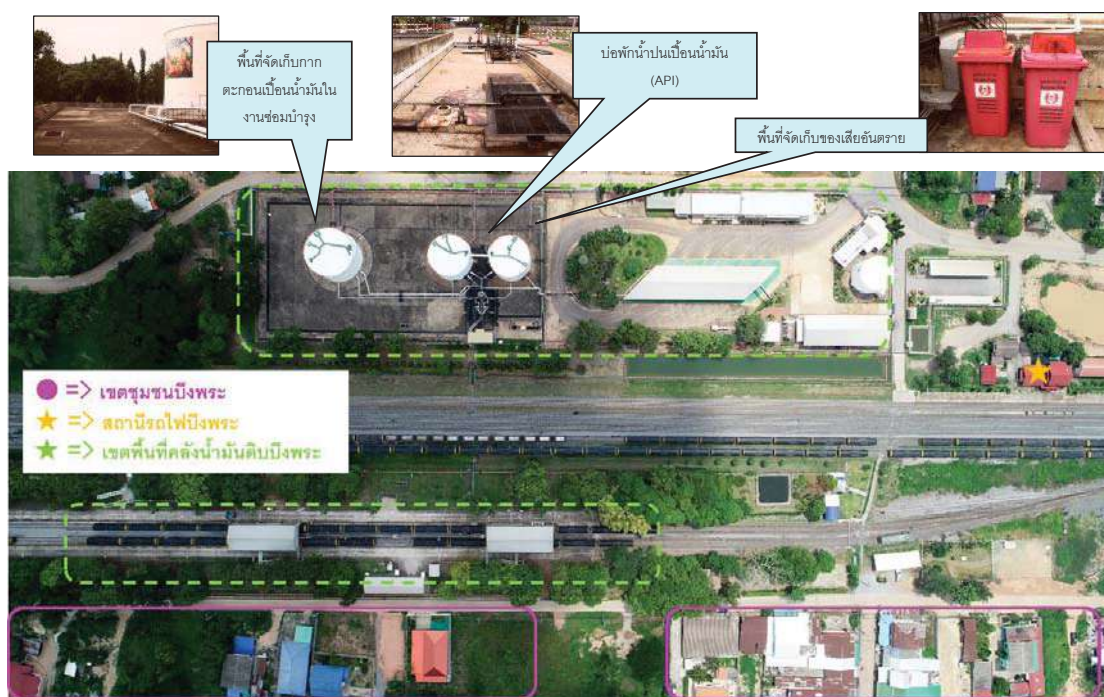 พื้นที่จัดเก็บกาก
ตะกอนเปื้อนน้ำมันใน
งานซ่อมบำรุง
บ่อพักน้ำปนเปื้อนน้ำมัน
(API)
พื้นที่จัดเก็บของเสียอันตราย
=> เขตชุมชนบึงพระ
=> สถานีรถไฟบึงพระ
=> เขตพื้นที่คลังน้ำมันดิบบึงพระ